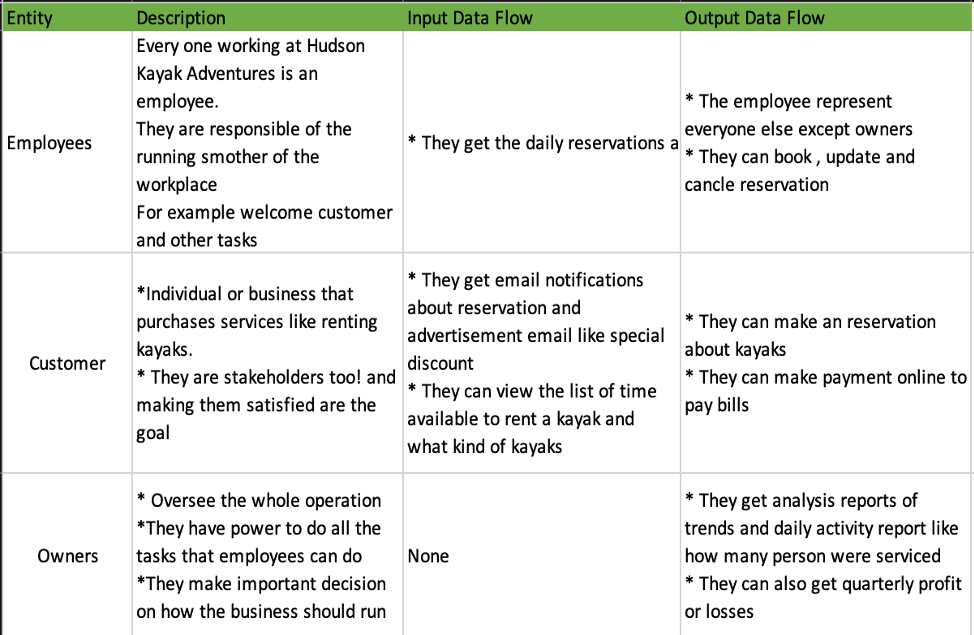 Entity Description Input Data Flow Output Data Flow
Employees
Every one working at Hudson
Kayak Adventures is an
employee.
They are responsible of the
running smother of the
workplace
For example welcome customer
and other tasks
* They get the daily reservations a
* The employee represent
everyone else except owners
* They can book , update and
cancle reservation
Customer
*Individual or business that
purchases services like renting
kayaks.
* They are stakeholders too! and
making them satisfied are the
goal
* They get email notifications
about reservation and
advertisement email like special
discount
* They can view the list of time
available to rent a kayak and
what kind of kayaks
* They can make an reservation
about kayaks
* They can make payment online to
pay bills
Owners
* Oversee the whole operation
*They have power to do all the
tasks that employees can do
*They make important decision
on how the business should run
None
* They get analysis reports of
trends and daily activity report like
how many person were serviced
* They can also get quarterly profit
or losses